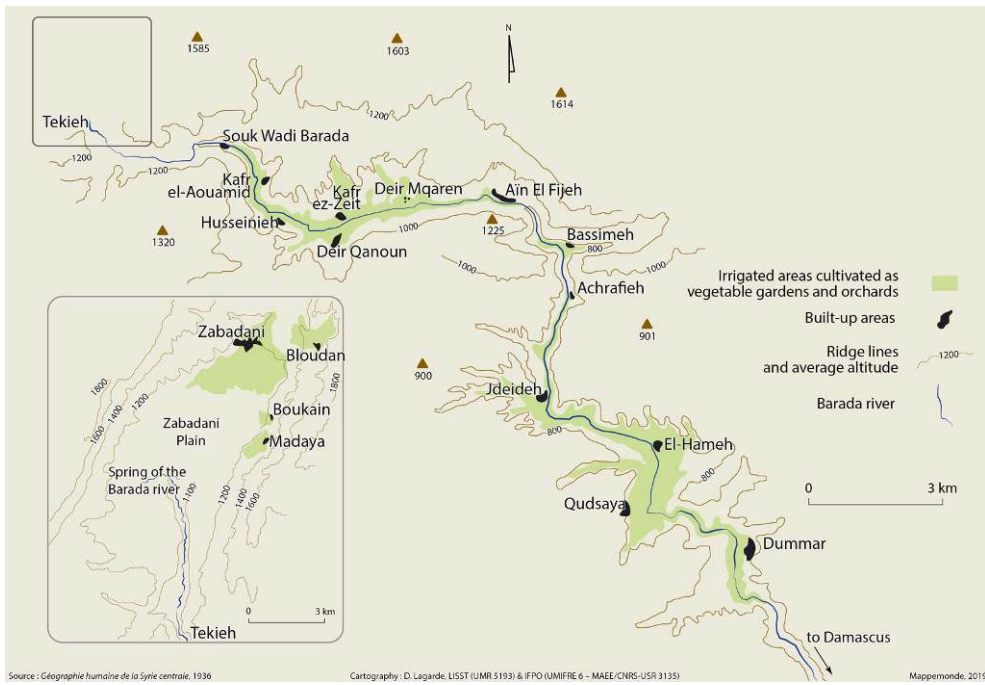 1585
1603
N
1614
Tekieh
1200
1200
1200
Souk Wadi Barada
Kafr
el-Aouamid
Kafr
ez-Zeit
Deir Mqaren
Aïn El Fijeh
Husseinieh
1320
Deir Qanoun
1000
1225
Bassimeh
800
1000
1000
Achrafieh
Irrigated areas cultivated as
vegetable gardens and orchards
Built-up areas
Ridge lines
and average altitude
1200
Barada river
901
900
Jdeideh
800
El-Hameh
800
Qudsaya
0
3 km
Dummar
to Damascus
Zabadani
Bloudan
1800
1800
1400
1200
1600
Boukain
Zabadani
Plain
Madaya
Spring of the
Barada river
1100
1200
1400
1600
0
3 km
Tekieh
Source : Géographie humaine de la Syrie centrale, 1936
Cartography : D. Lagarde, LISST (UMR 5193) & IFPO (UMIFRE 6 – MAEE/CNRS-USR 3135)
Mappemonde, 2019